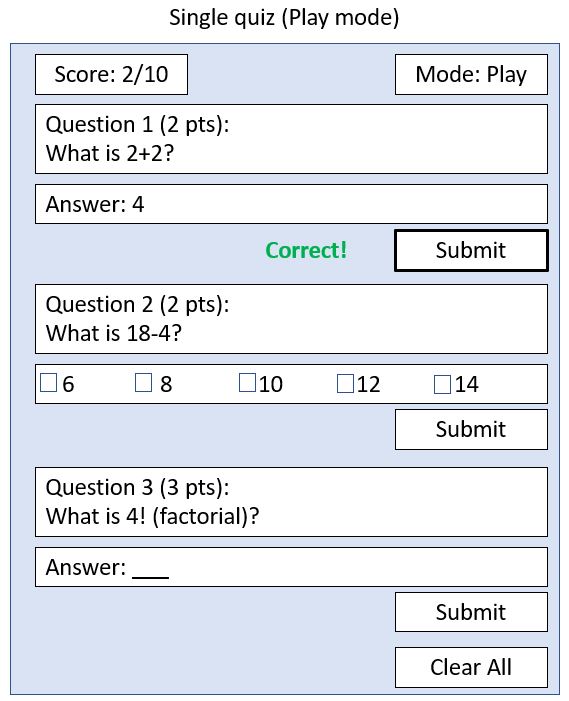 Single quiz (Play mode)
Score: 2/10
Mode: Play
Question 1 (2 pts):
What is 2+2?
Answer: 4
Correct!
Submit
Question 2 (2 pts):
What is 18-4?
6 8 10 12 14
Submit
Question 3 (3 pts):
What is 4! (factorial)?
Answer: ___
Submit
Clear All